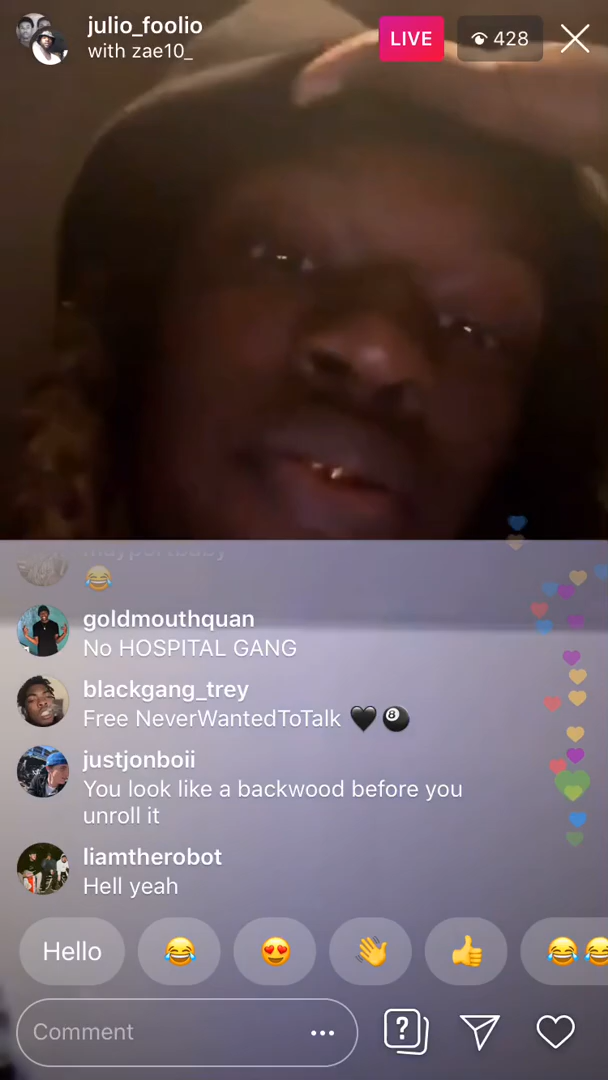 julio_foolio
with zae10_
LIVE
428
mayportbaby
😂
goldmouthquan
No HOSPITAL GANG
blackgang_trey
Free NeverWantedToTalk 🖤 🎱
justjonboii
You look like a backwood before you
unroll it
liamtherobot
Hell yeah
Hello
Comment